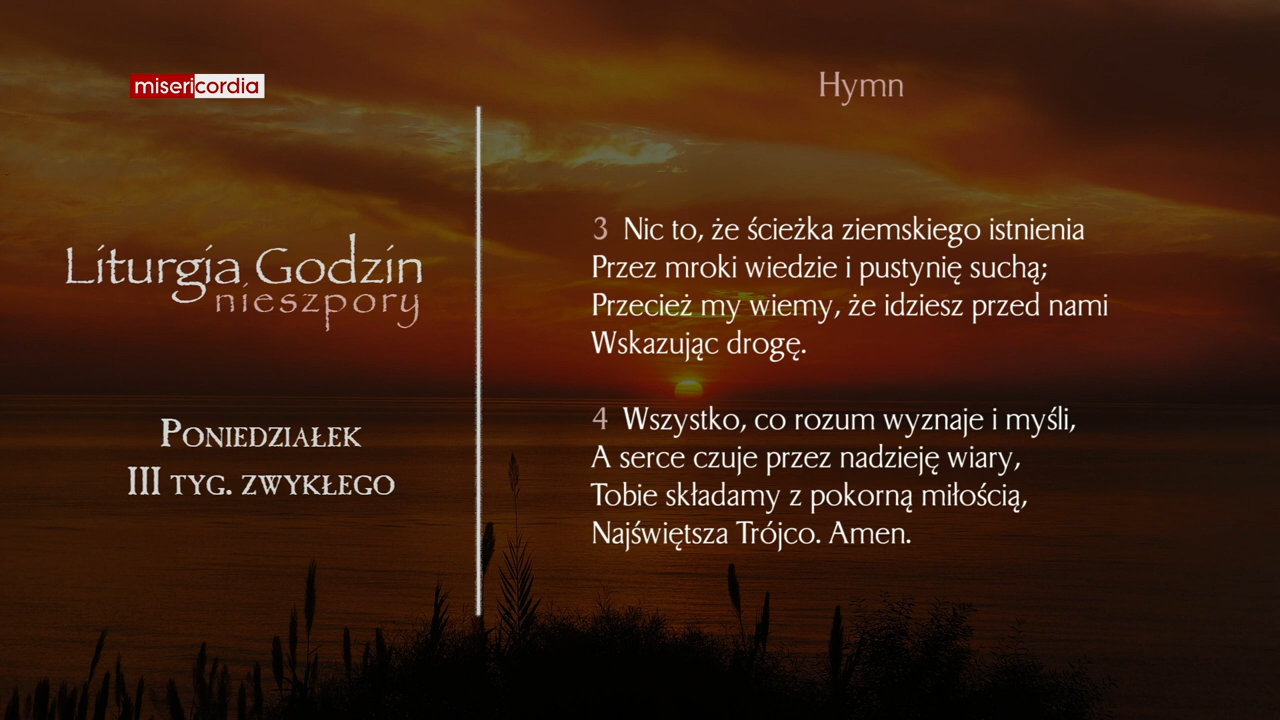 misericordia
Liturgia Godzin
nieszpory
Poniedziałek
III tyg. zwykłego
Hymn
3 Nic to, że ścieżka ziemskiego istnienia
Przez mroki wiedzie i pustynię suchą;
Przecież my wiemy, że idziesz przed nami
Wskazując drogę.
4 Wszystko, co rozum wyznaje i myśli,
A serce czuje przez nadzieję wiary,
Tobie składamy z pokorną miłością,
Najświętsza Trójco. Amen.